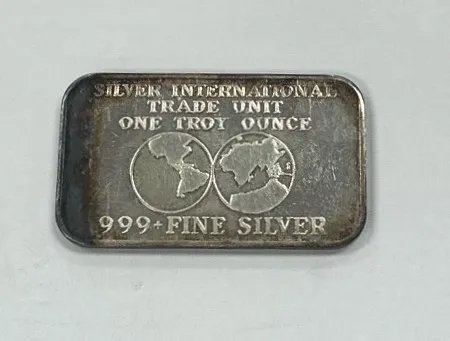 SILVER INTERNATIONAL
TRADE UNIT
ONE TROY OUNCE
999+ FINE SILVER